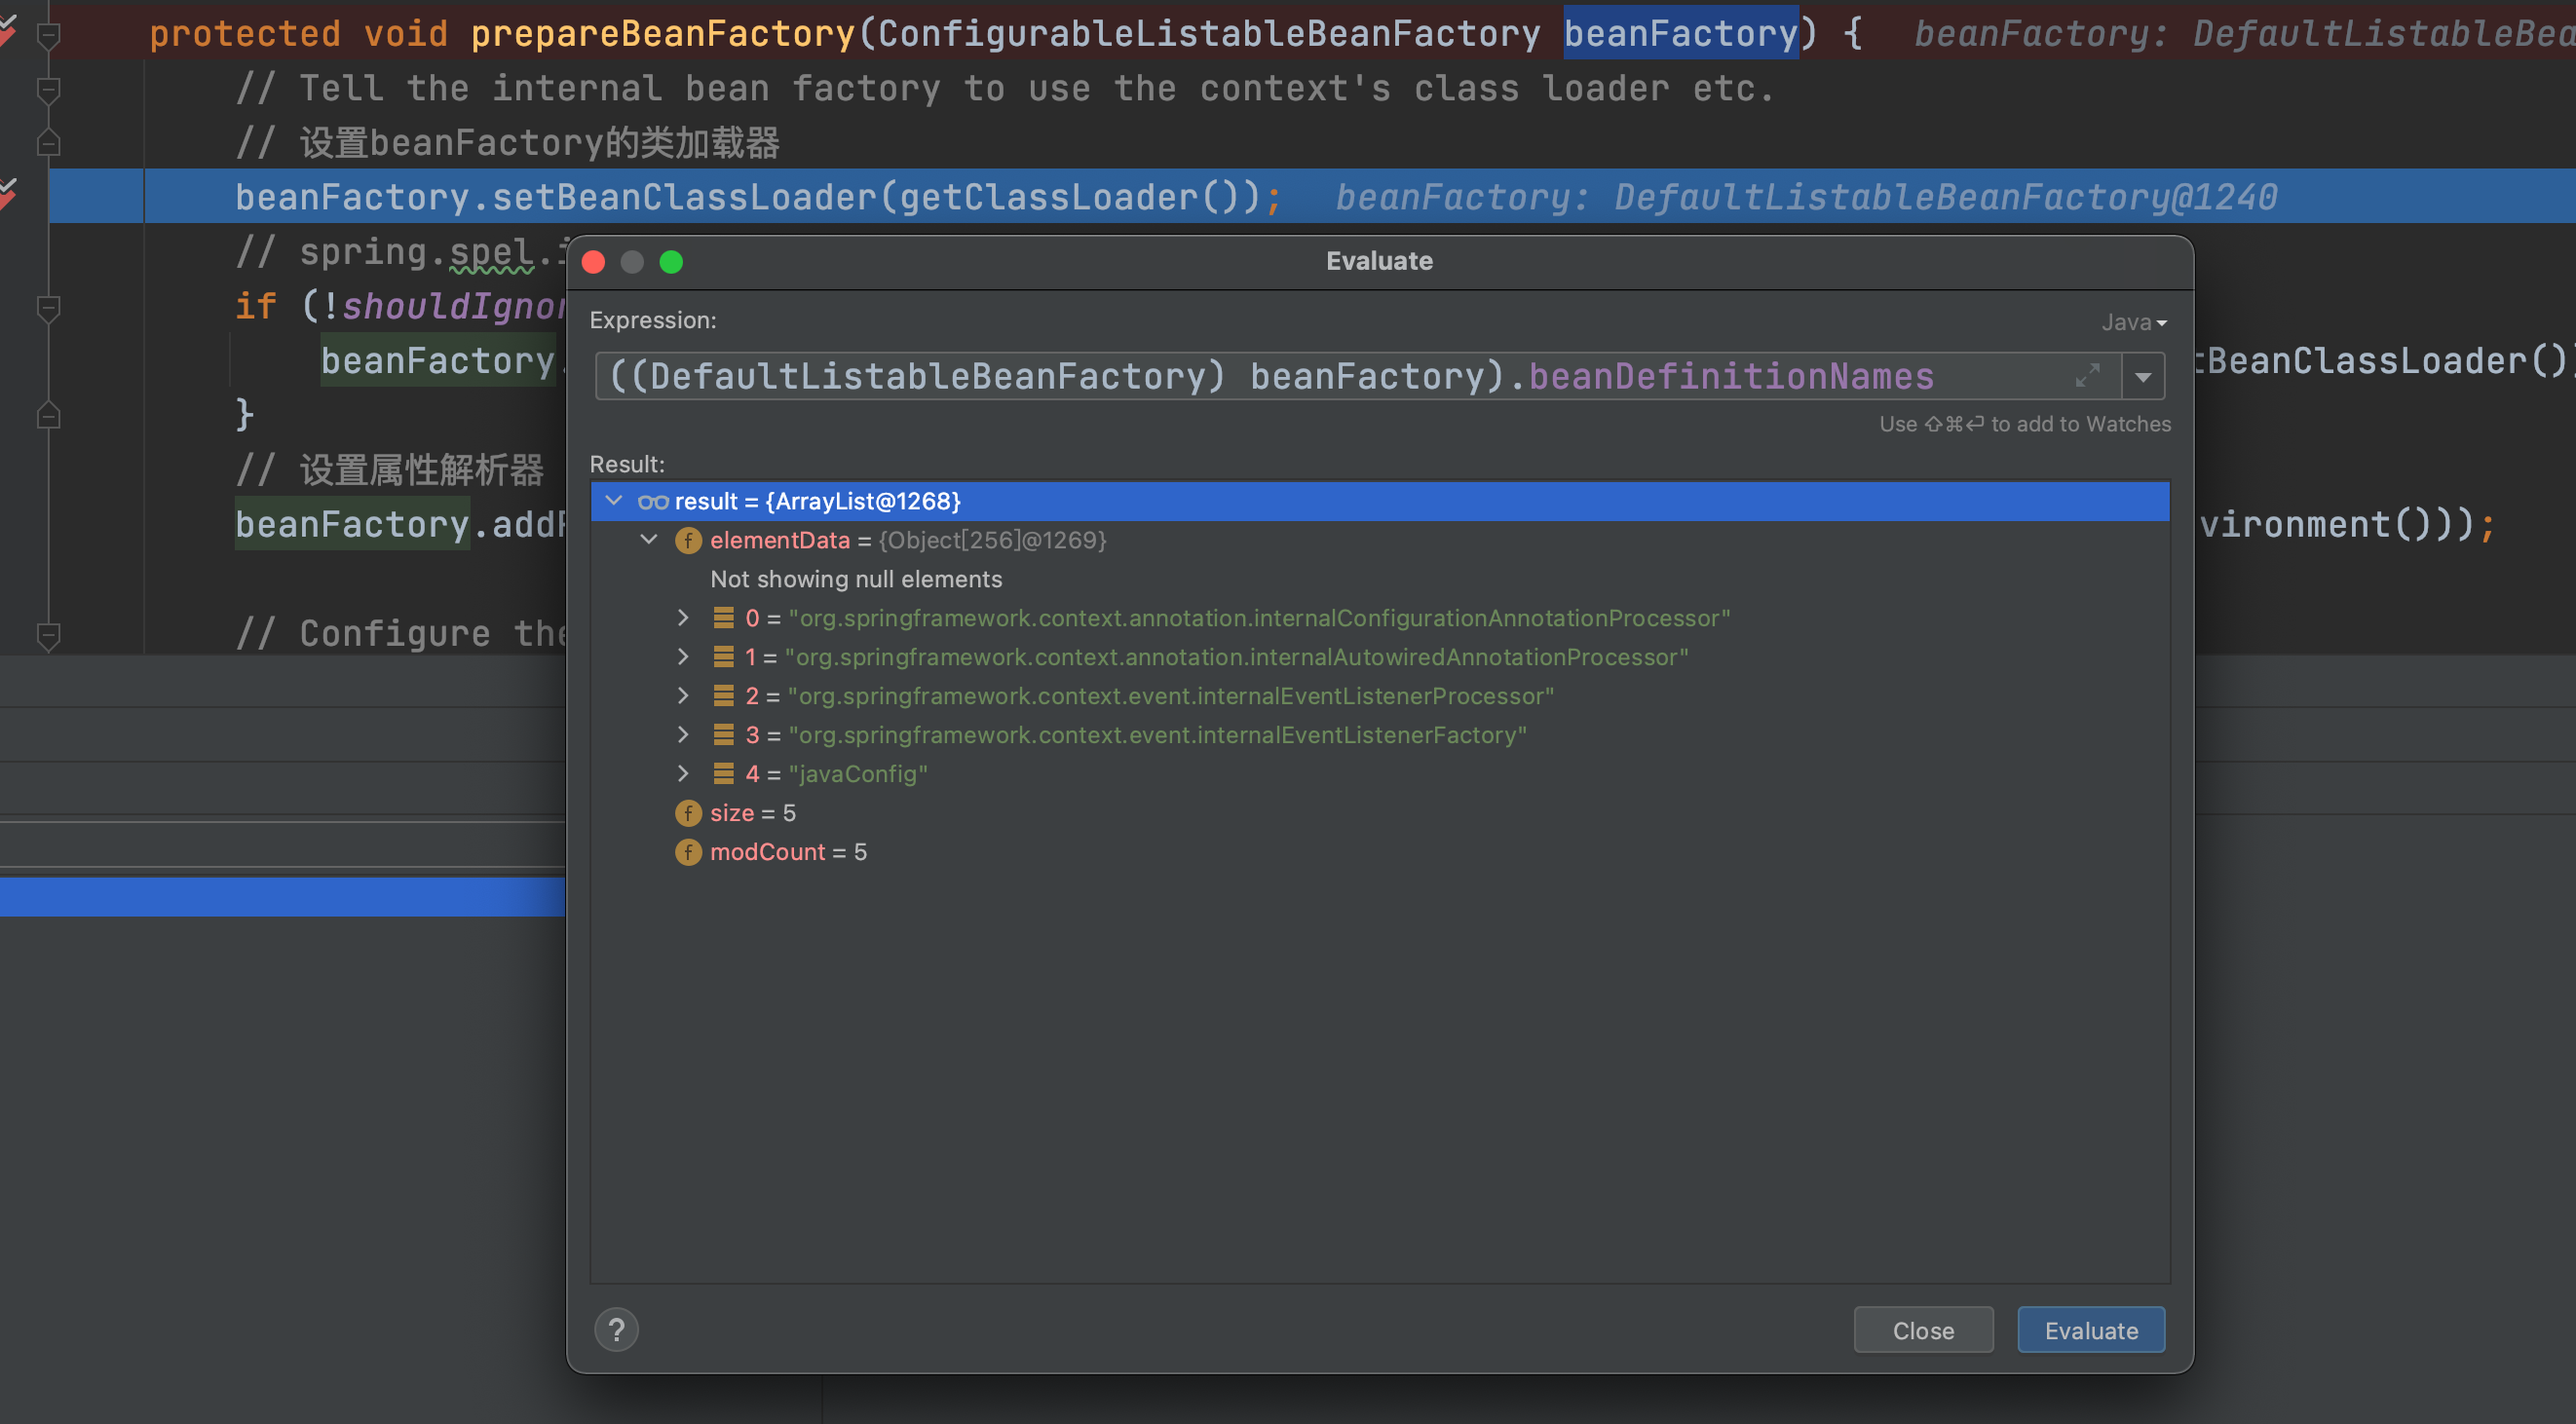 protected void prepareBeanFactory(ConfigurableListableBeanFactory beanFactory) {   beanFactory: DefaultListableBea
// Tell the internal bean factory to use the context's class loader etc.
// 设置beanFactory的类加载器
beanFactory.setBeanClassLoader(getClassLoader());   beanFactory: DefaultListableBeanFactory@1240
// spring.spel.i
if (!shouldIgnor
beanFactory. tBeanClassLoader())
}
// 设置属性解析器
beanFactory.addP vironment()));
// Configure the
Evaluate
Expression:
Java
((DefaultListableBeanFactory) beanFactory).beanDefinitionNames
Use ⇧⌘⏎ to add to Watches
Result:
result = {ArrayList@1268}
f elementData = {Object[256]@1269}
Not showing null elements
0 = "org.springframework.context.annotation.internalConfigurationAnnotationProcessor"
1 = "org.springframework.context.annotation.internalAutowiredAnnotationProcessor"
2 = "org.springframework.context.event.internalEventListenerProcessor"
3 = "org.springframework.context.event.internalEventListenerFactory"
4 = "javaConfig"
f size = 5
f modCount = 5
?
Close
Evaluate